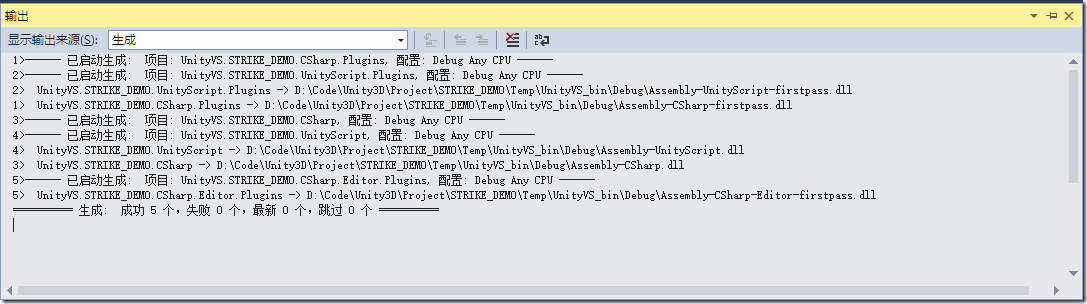 输出
显示输出来源(S): 生成
1>------ 已启动生成: 项目: UnityVS.STRIKE_DEMO.CSharp.Plugins, 配置: Debug Any CPU ------
2>------ 已启动生成: 项目: UnityVS.STRIKE_DEMO.UnityScript.Plugins, 配置: Debug Any CPU ------
2>  UnityVS.STRIKE_DEMO.UnityScript.Plugins -> D:\Code\Unity3D\Project\STRIKE_DEMO\Temp\UnityVS_bin\Debug\Assembly-UnityScript-firstpass.dll
1>  UnityVS.STRIKE_DEMO.CSharp.Plugins -> D:\Code\Unity3D\Project\STRIKE_DEMO\Temp\UnityVS_bin\Debug\Assembly-CSharp-firstpass.dll
3>------ 已启动生成: 项目: UnityVS.STRIKE_DEMO.CSharp, 配置: Debug Any CPU ------
4>------ 已启动生成: 项目: UnityVS.STRIKE_DEMO.UnityScript, 配置: Debug Any CPU ------
4>  UnityVS.STRIKE_DEMO.UnityScript -> D:\Code\Unity3D\Project\STRIKE_DEMO\Temp\UnityVS_bin\Debug\Assembly-UnityScript.dll
3>  UnityVS.STRIKE_DEMO.CSharp -> D:\Code\Unity3D\Project\STRIKE_DEMO\Temp\UnityVS_bin\Debug\Assembly-CSharp.dll
5>------ 已启动生成: 项目: UnityVS.STRIKE_DEMO.CSharp.Editor.Plugins, 配置: Debug Any CPU ------
5>  UnityVS.STRIKE_DEMO.CSharp.Editor.Plugins -> D:\Code\Unity3D\Project\STRIKE_DEMO\Temp\UnityVS_bin\Debug\Assembly-CSharp-Editor-firstpass.dll
========== 生成: 成功 5 个，失败 0 个，最新 0 个，跳过 0 个 ==========